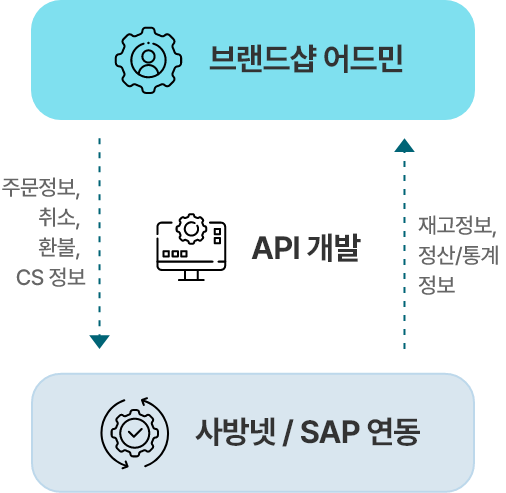 브랜드샵 어드민
주문정보,
취소,
환불,
CS 정보
API 개발
재고정보,
정산/통계
정보
사방넷 / SAP 연동